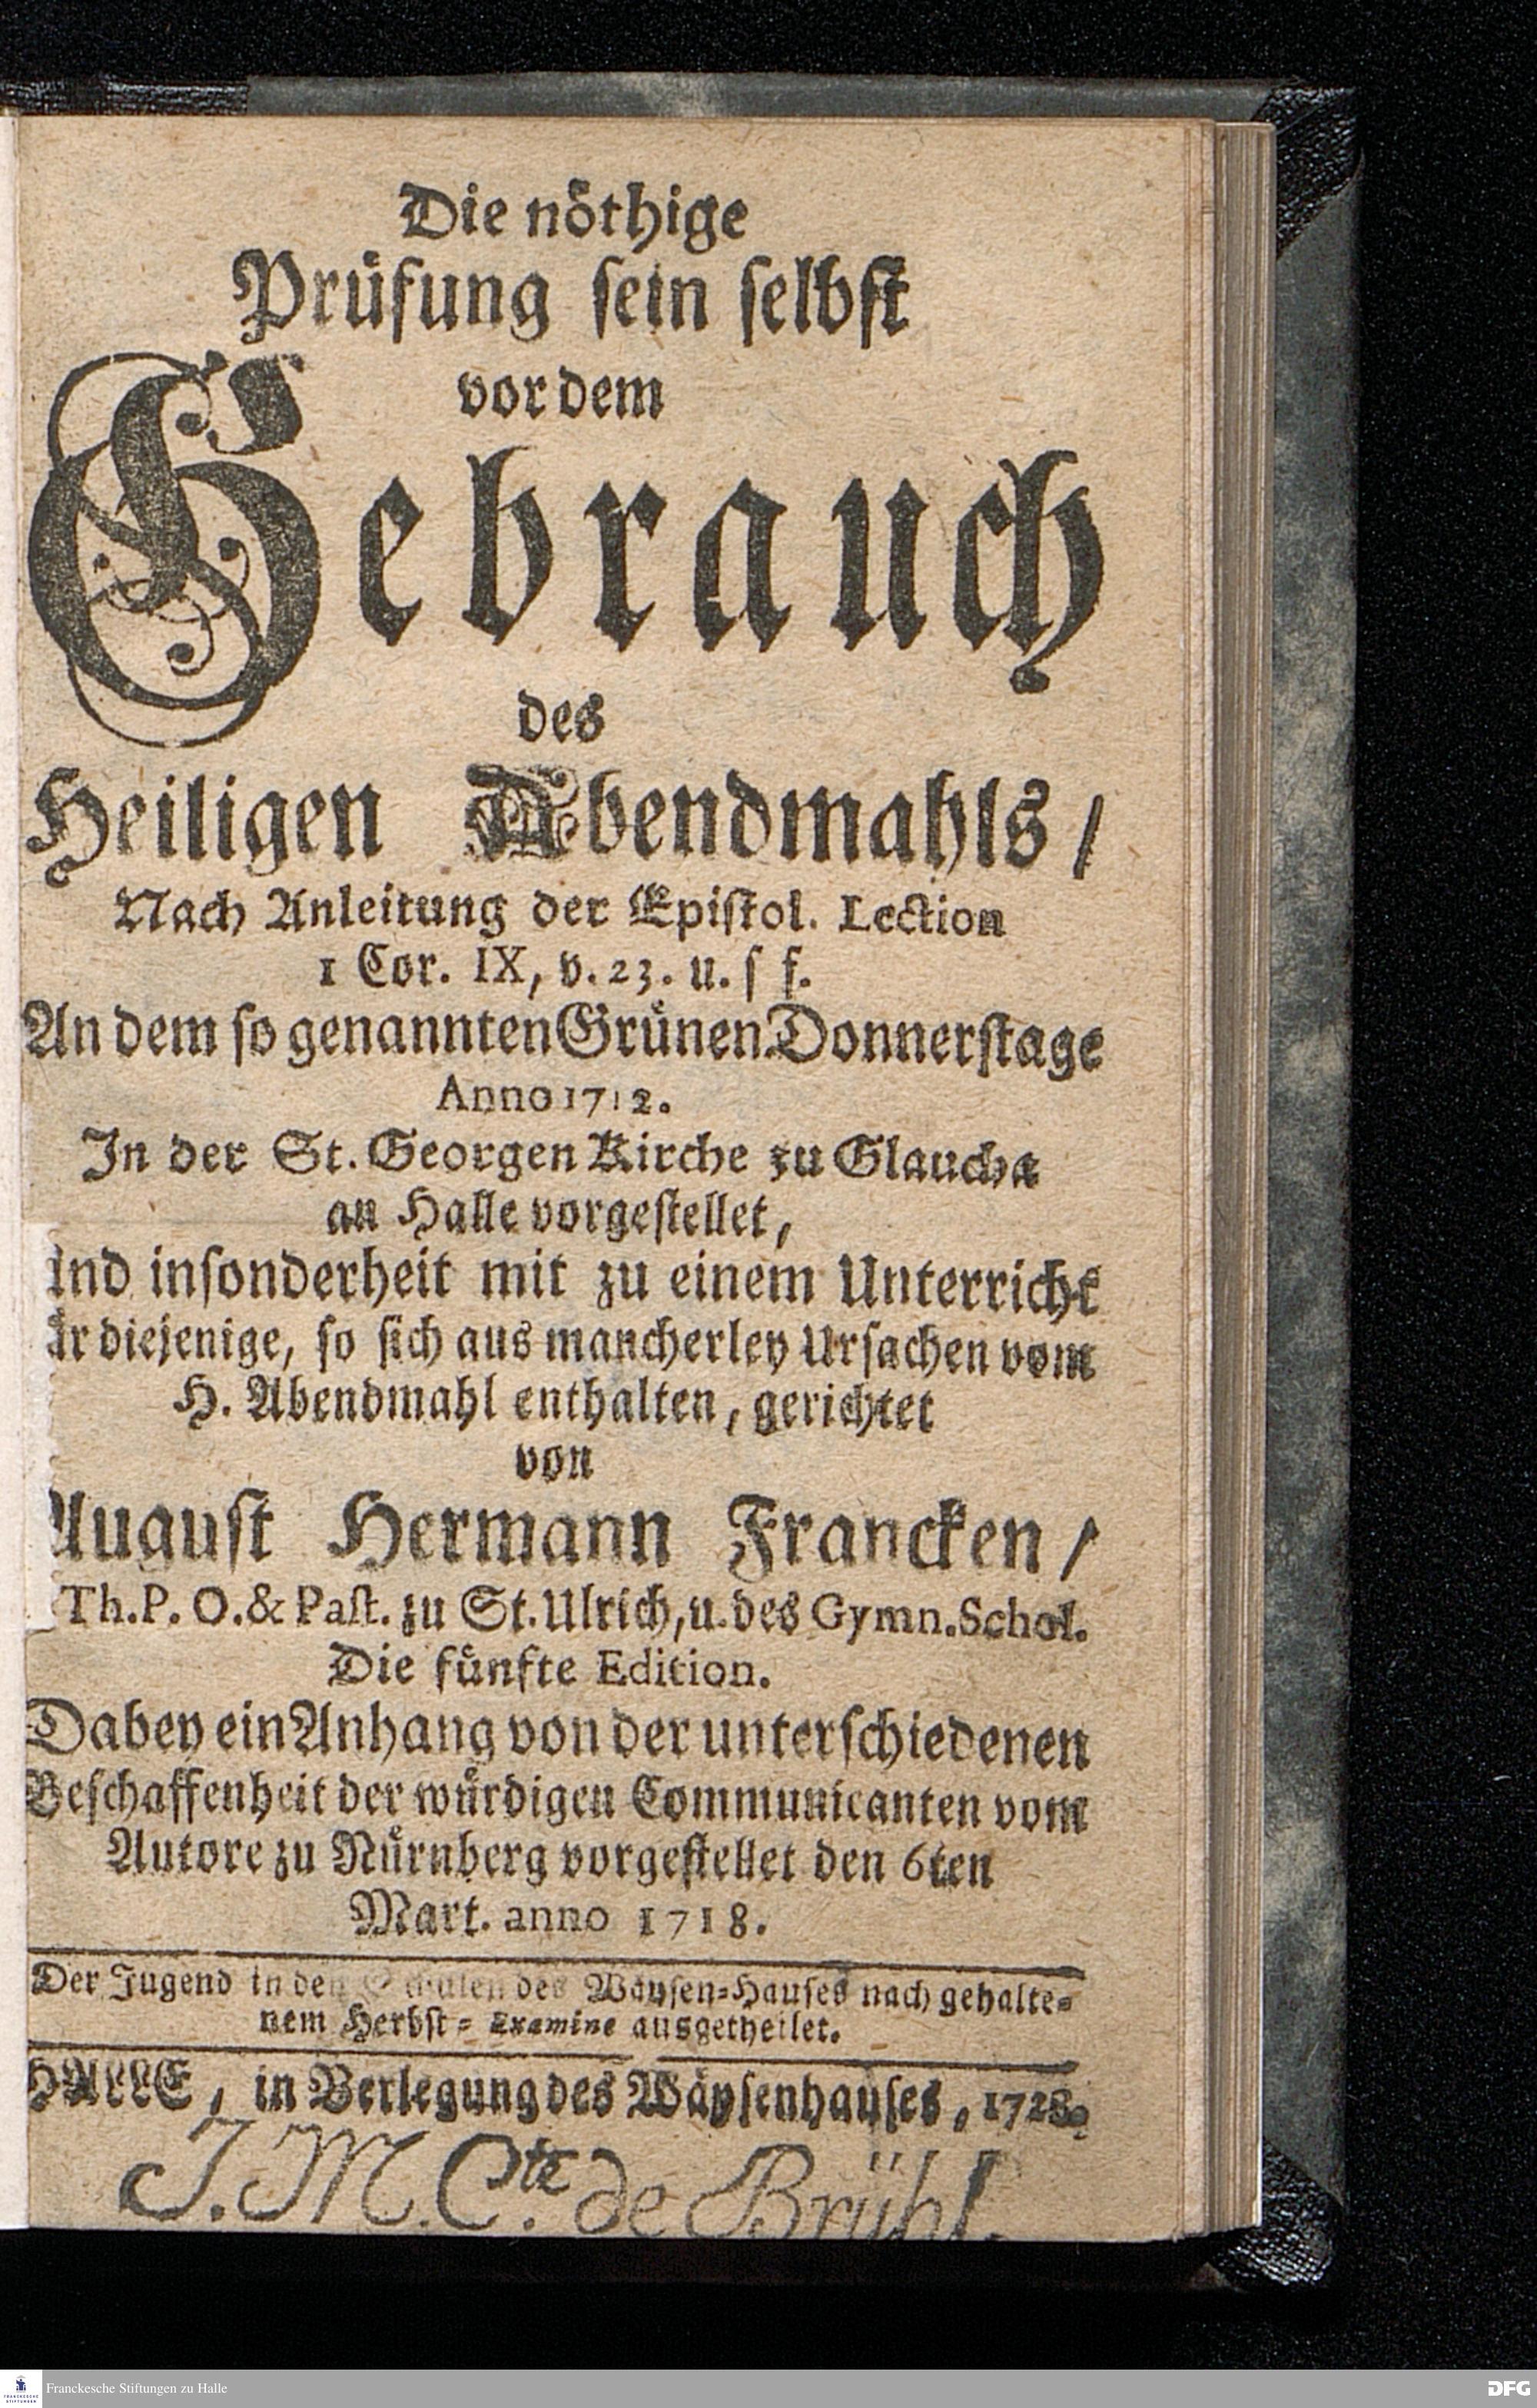 Die nöthige
Prüfung sein selbst
vor dem
Gebrauch
des
Heiligen Abendmahls /
Nach Anleitung der Epistol. Lection
1 Cor. IX, v. 23. u. s f.
An dem so genannten Grünen Donnerstage
Anno 1712.
In der St. Georgen Kirche zu Glaucha
an Halle vorgestellet,
und insonderheit mit zu einem Unterricht
für diejenige, so sich aus mancherley Ursachen vom
H. Abendmahl enthalten, gerichtet
von
August Hermann Francken /
Th. P. O. & Past. zu St. Ulrich, u. des Gymn. Schol.
Die fünfte Edition.
Dabey ein Anhang von der unterschiedenen
Beschaffenheit der würdigen Communicanten vom
Autore zu Nürnberg vorgestellet den 6ten
Mart. anno 1718.
Der Jugend in den Schulen des Wäysen-Hauses nach gehalte-
nem Herbst-Examine ausgetheilet.
HALLE, in Verlegung des Wäysenhauses, 1728.
J. M. C.te de Brühl.
FRANCKESCHE STIFTUNGEN
Franckesche Stiftungen zu Halle
DFG